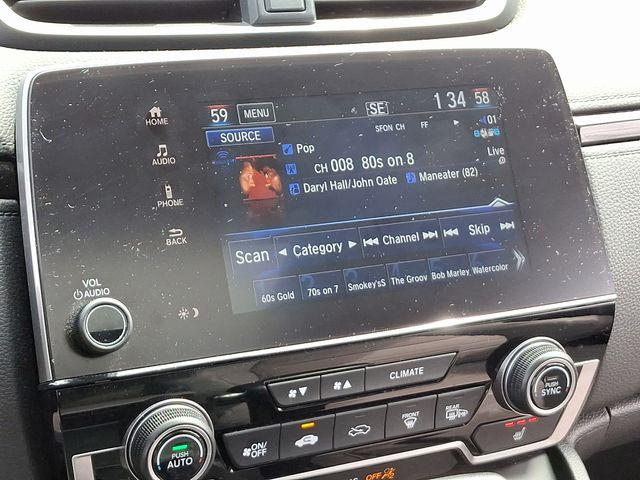 59 MENU SE 1 34 58
HOME
SOURCE
SFON CH FF
01
AUDIO
Pop
Live
CH 008 80s on 8
Daryl Hall/John Oate Maneater (82)
PHONE
BACK
Scan Category Channel Skip
60s Gold 70s on 7 Smokey'sS The Groov Bob Marley Watercolor
VOL
AUDIO
CLIMATE
PUSH
SYNC
ON/
OFF
FRONT
REAR
PUSH
AUTO
OFF